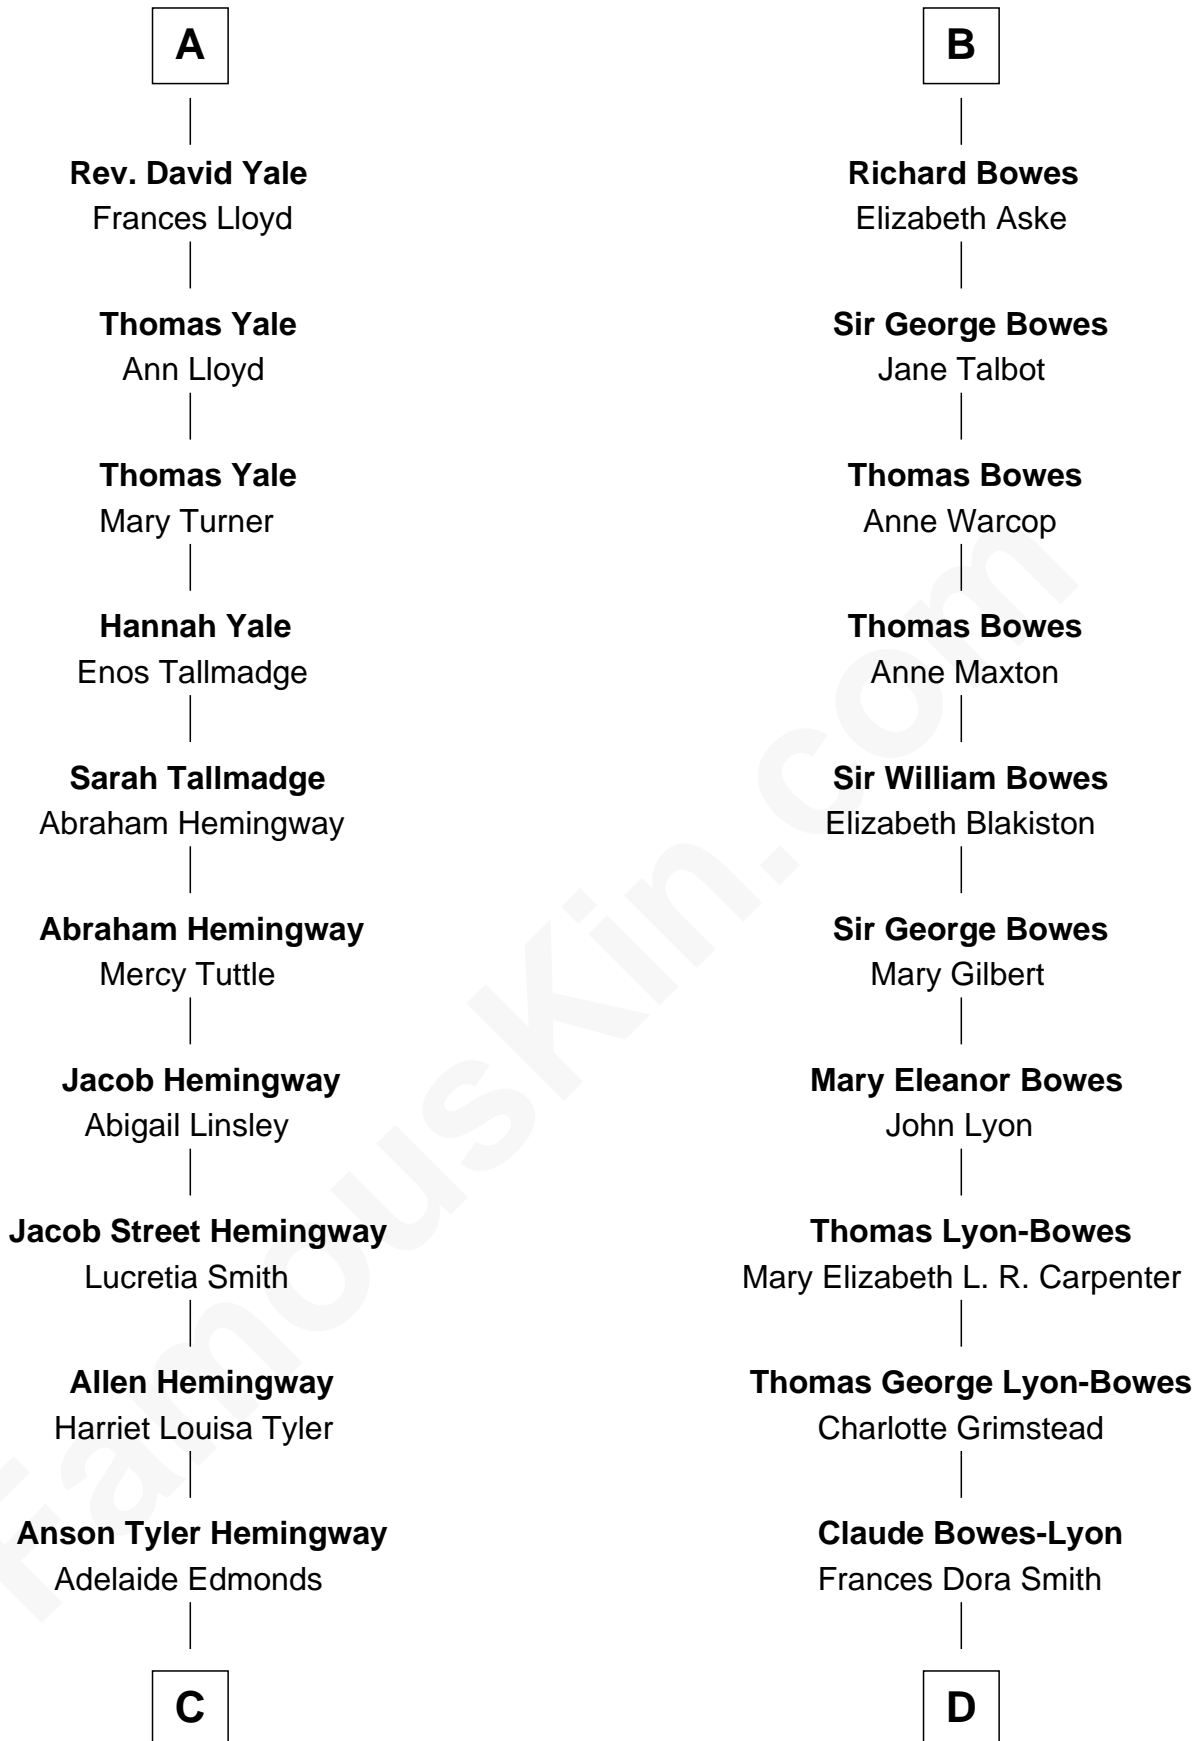 A
Rev. David Yale
Frances Lloyd
Thomas Yale
Ann Lloyd
Thomas Yale
Mary Turner
Hannah Yale
Enos Tallmadge
Sarah Tallmadge
Abraham Hemingway
Abraham Hemingway
Mercy Tuttle
Jacob Hemingway
Abigail Linsley
Jacob Street Hemingway
Lucretia Smith
Allen Hemingway
Harriet Louisa Tyler
Anson Tyler Hemingway
Adelaide Edmonds
C
B
Richard Bowes
Elizabeth Aske
Sir George Bowes
Jane Talbot
Thomas Bowes
Anne Warcop
Thomas Bowes
Anne Maxton
Sir William Bowes
Elizabeth Blakiston
Sir George Bowes
Mary Gilbert
Mary Eleanor Bowes
John Lyon
Thomas Lyon-Bowes
Mary Elizabeth L. R. Carpenter
Thomas George Lyon-Bowes
Charlotte Grimstead
Claude Bowes-Lyon
Frances Dora Smith
D
FamousKin.com